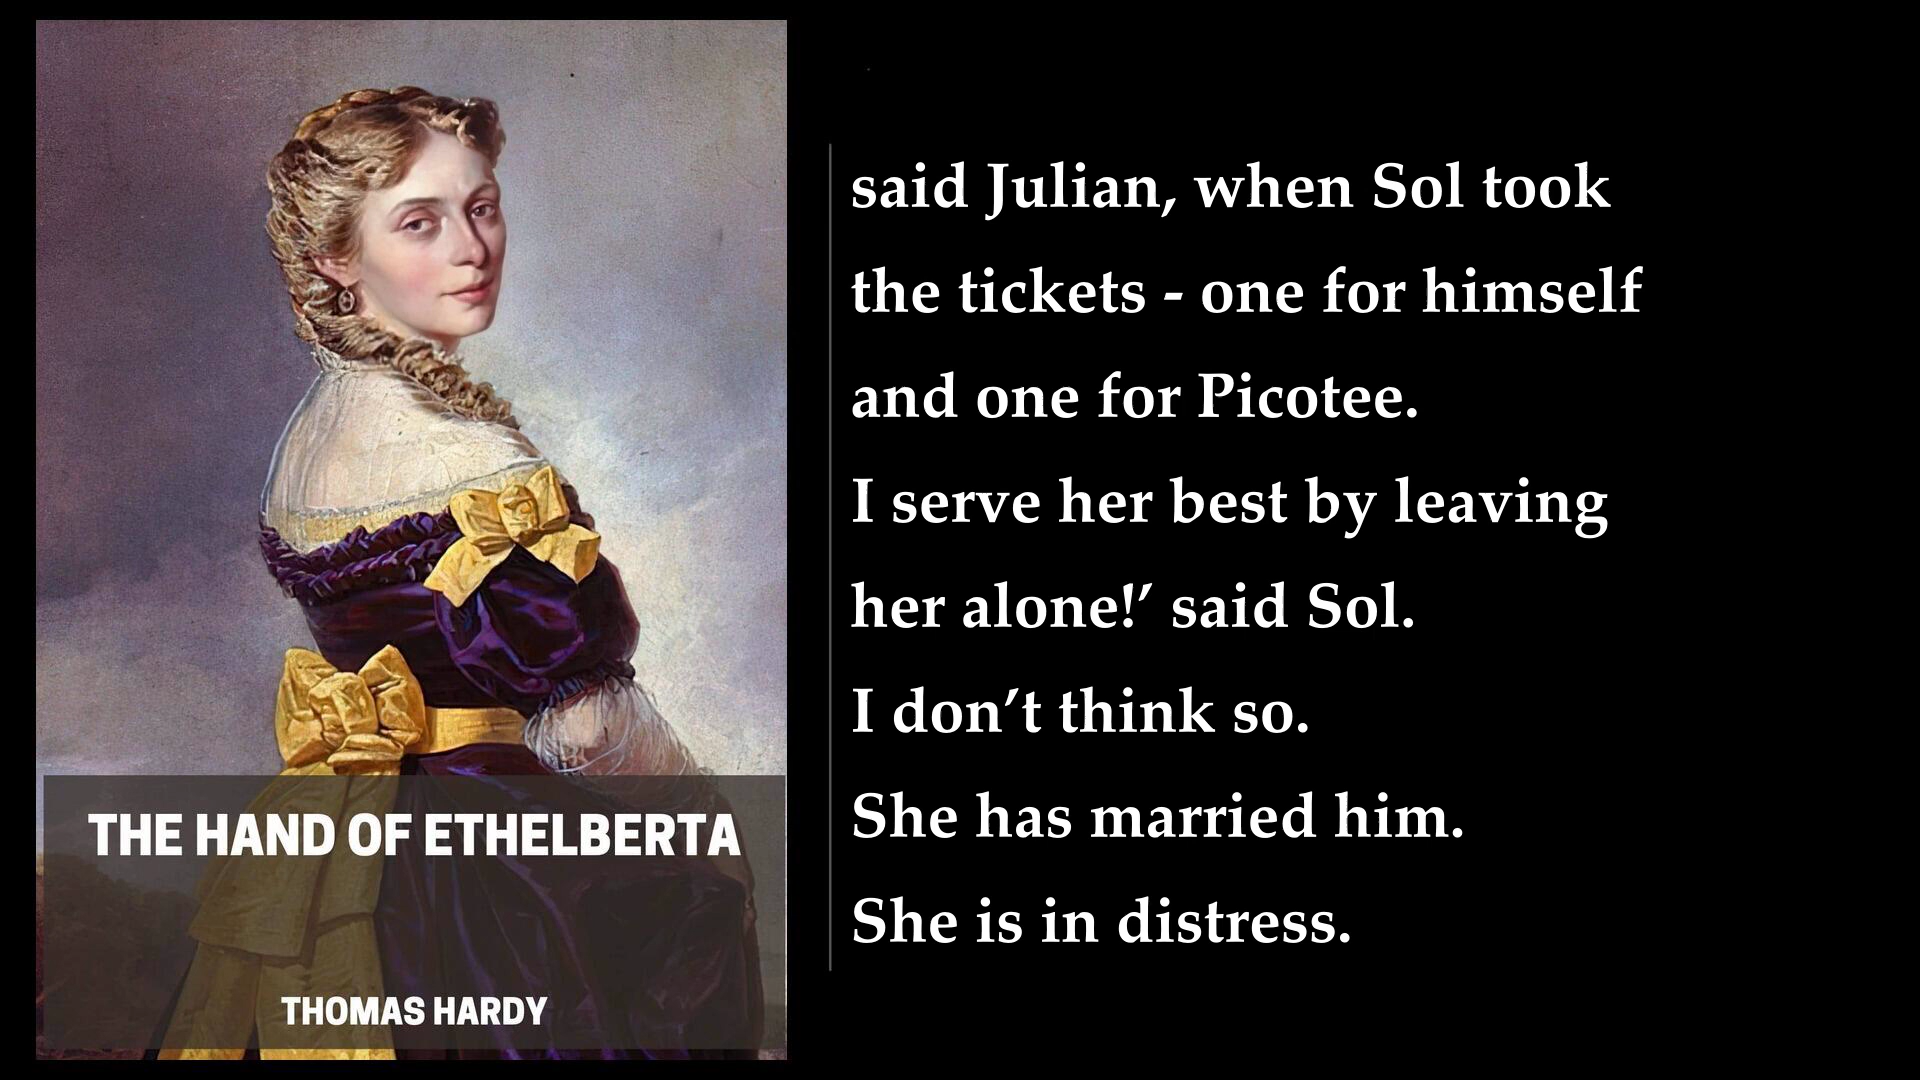 THE HAND OF ETHELBERTA
THOMAS HARDY
said Julian, when Sol took
the tickets - one for himself
and one for Picotee.
I serve her best by leaving
her alone!’ said Sol.
I don’t think so.
She has married him.
She is in distress.